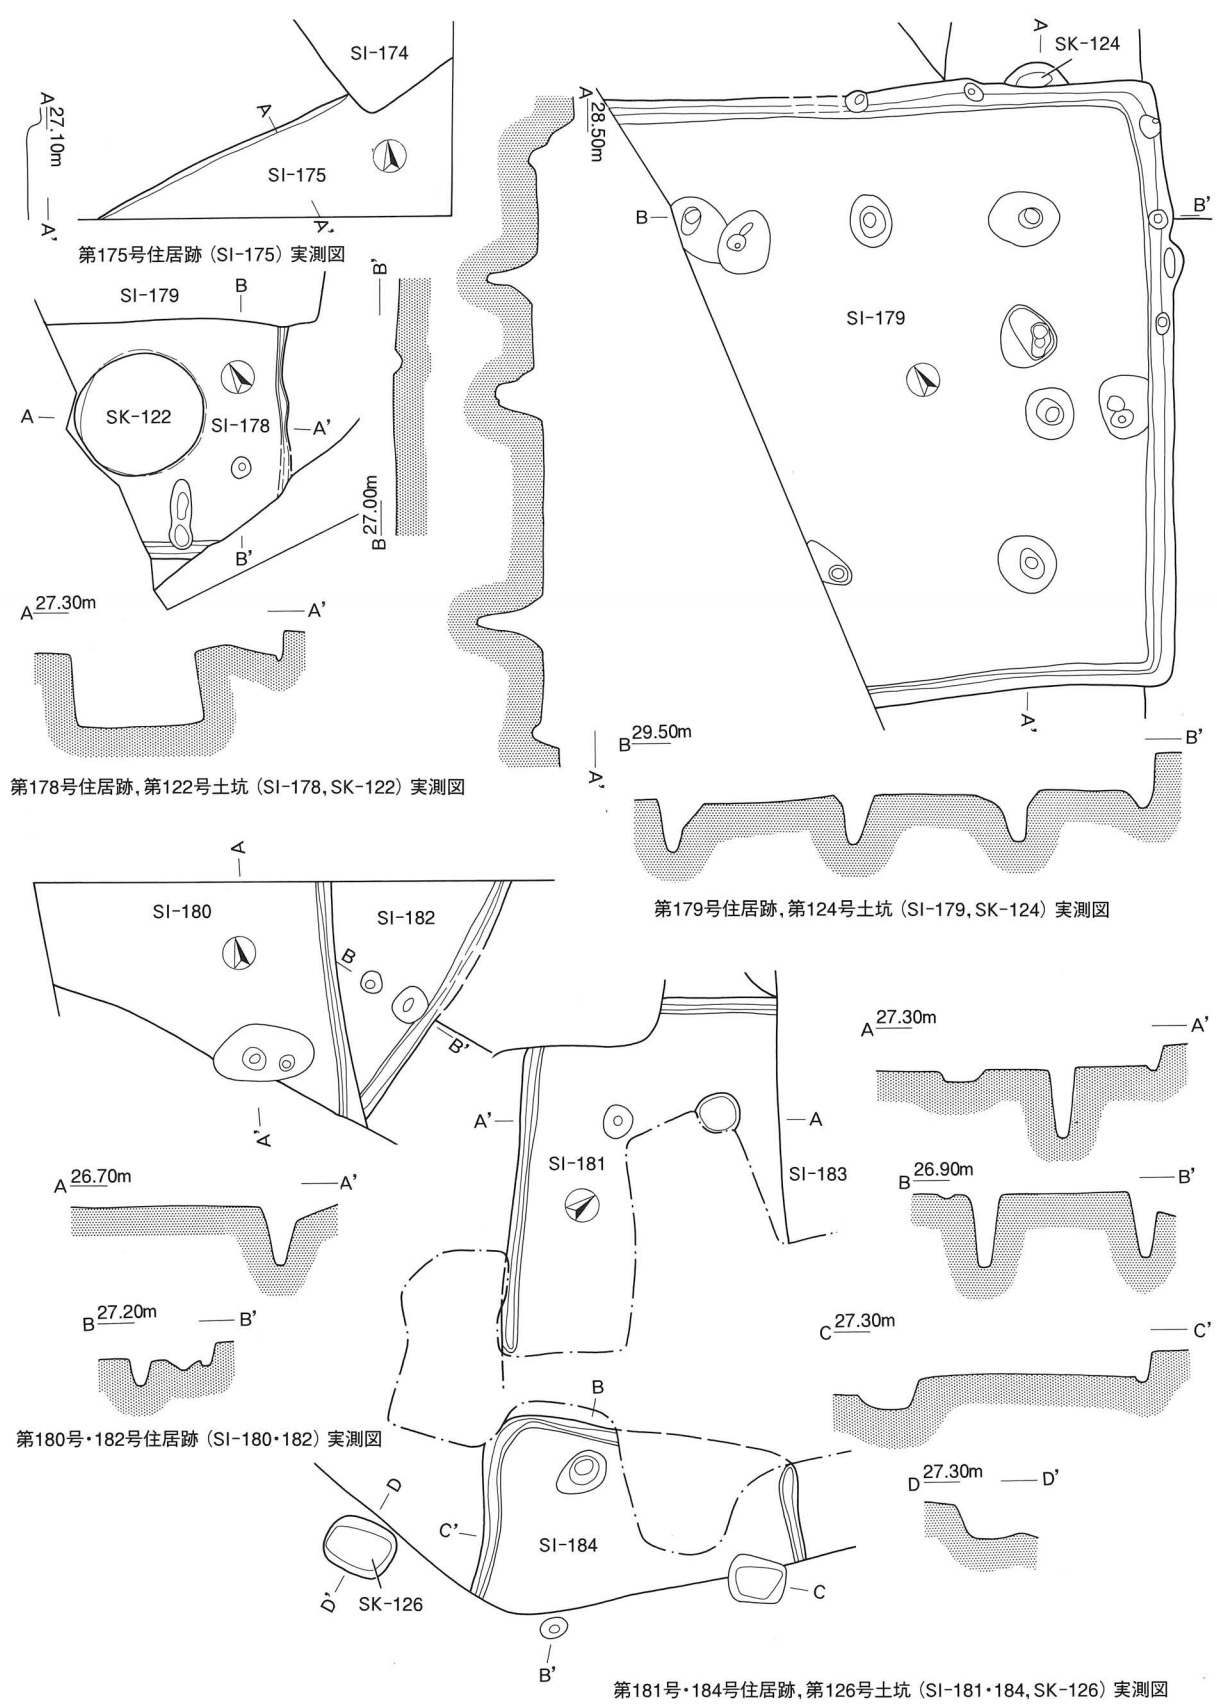 SI-174
A
A 27.10m
SI-175
A'
A'
第175号住居跡（SI-175）実測図
SI-179
B
B'
A
SK-122
SI-178
A'
B'
B 27.00m
A 27.30m
A'
第178号住居跡，第122号土坑（SI-178, SK-122）実測図
A
SK-124
A 28.50m
B
B'
SI-179
A'
A'
B 29.50m
B'
第179号住居跡，第124号土坑（SI-179, SK-124）実測図
A
SI-180
SI-182
B
B'
A'
A 26.70m
A'
B 27.20m
B'
第180号・182号住居跡（SI-180・182）実測図
A'
A
SI-181
SI-183
B
D
C'
SI-184
C
D'
SK-126
B'
A 27.30m
A'
B 26.90m
B'
C 27.30m
C'
D 27.30m
D'
第181号・184号住居跡，第126号土坑（SI-181・184, SK-126）実測図